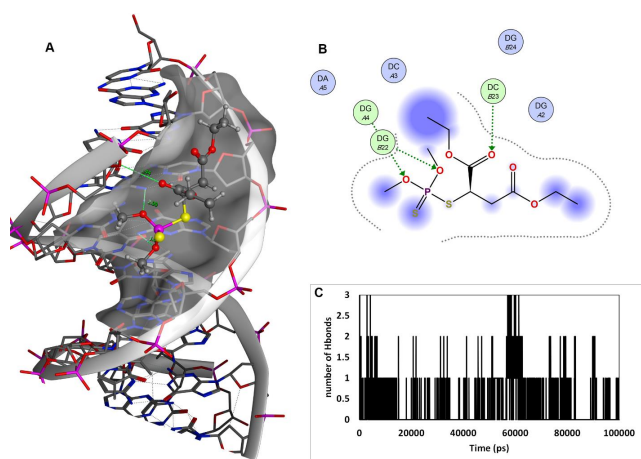 A
B
DG
B24
DC
A3
DA
A5
DC
B23
DG
A4
DG
A2
DG
B22
O
O
O
O
O
O
P
S
S
C
number of Hbonds
3
2.5
2
1.5
1
0.5
0
0 20000 40000 60000 80000 100000
Time (ps)